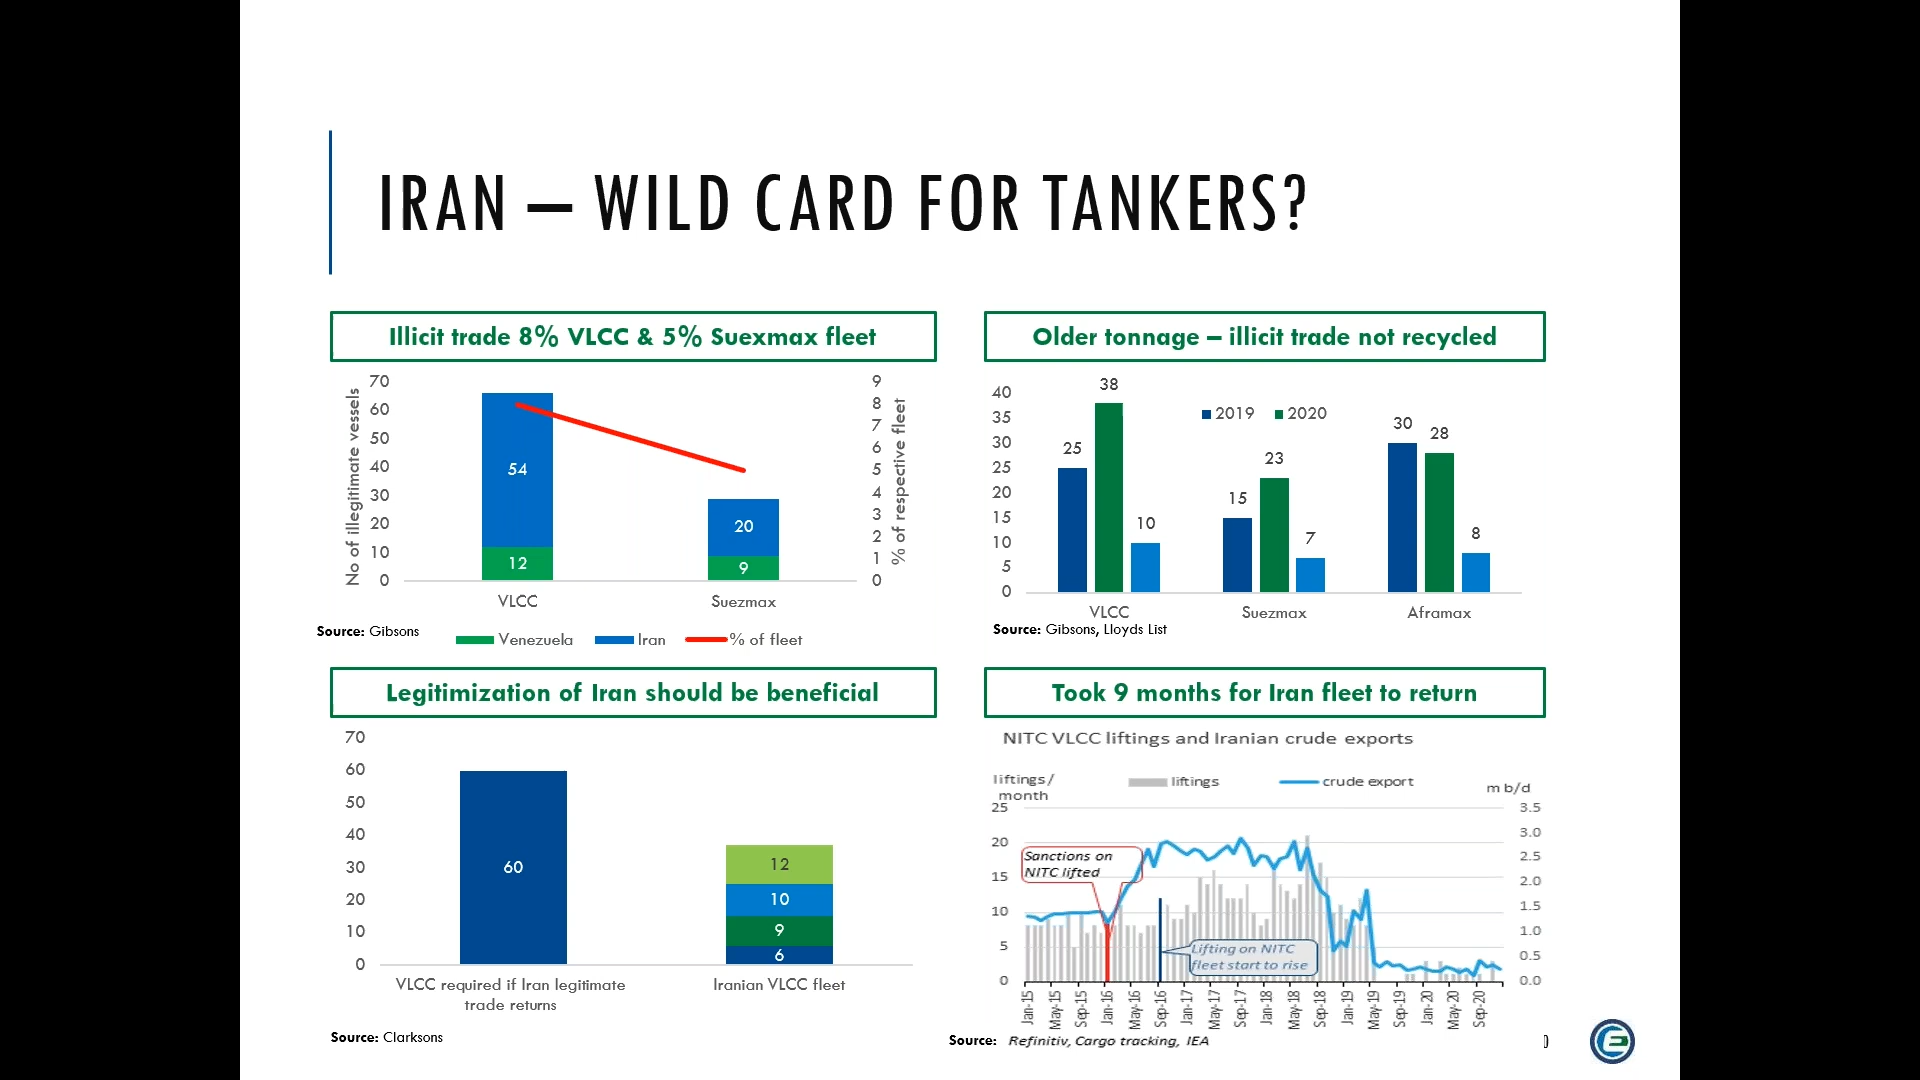 IRAN – WILD CARD FOR TANKERS?
Illicit trade 8% VLCC & 5% Suexmax fleet
No of illegitimate vessels
70
60
50
40
30
20
10
0
54
12
20
9
9
8
7
6
5
4
3
2
1
0
% of respective fleet
VLCC
Suezmax
Source: Gibsons
Venezuela
Iran
% of fleet
Older tonnage – illicit trade not recycled
40
35
30
25
20
15
10
5
0
2019
2020
25
38
10
15
23
7
30
28
8
VLCC
Suezmax
Aframax
Source: Gibsons, Lloyds List
Legitimization of Iran should be beneficial
70
60
50
40
30
20
10
0
60
12
10
9
6
VLCC required if Iran legitimate
trade returns
Iranian VLCC fleet
Source: Clarksons
Took 9 months for Iran fleet to return
NITC VLCC liftings and Iranian crude exports
liftings/
month
liftings
crude export
m b/d
25
20
15
10
5
0
3.5
3.0
2.5
2.0
1.5
1.0
0.5
0.0
Sanctions on
NITC lifted
Lifting on NITC
fleet start to rise
Jan-15
May-15
Sep-15
Jan-16
May-16
Sep-16
Jan-17
May-17
Sep-17
Jan-18
May-18
Sep-18
Jan-19
May-19
Sep-19
Jan-20
May-20
Sep-20
Source: Refinitiv, Cargo tracking, IEA